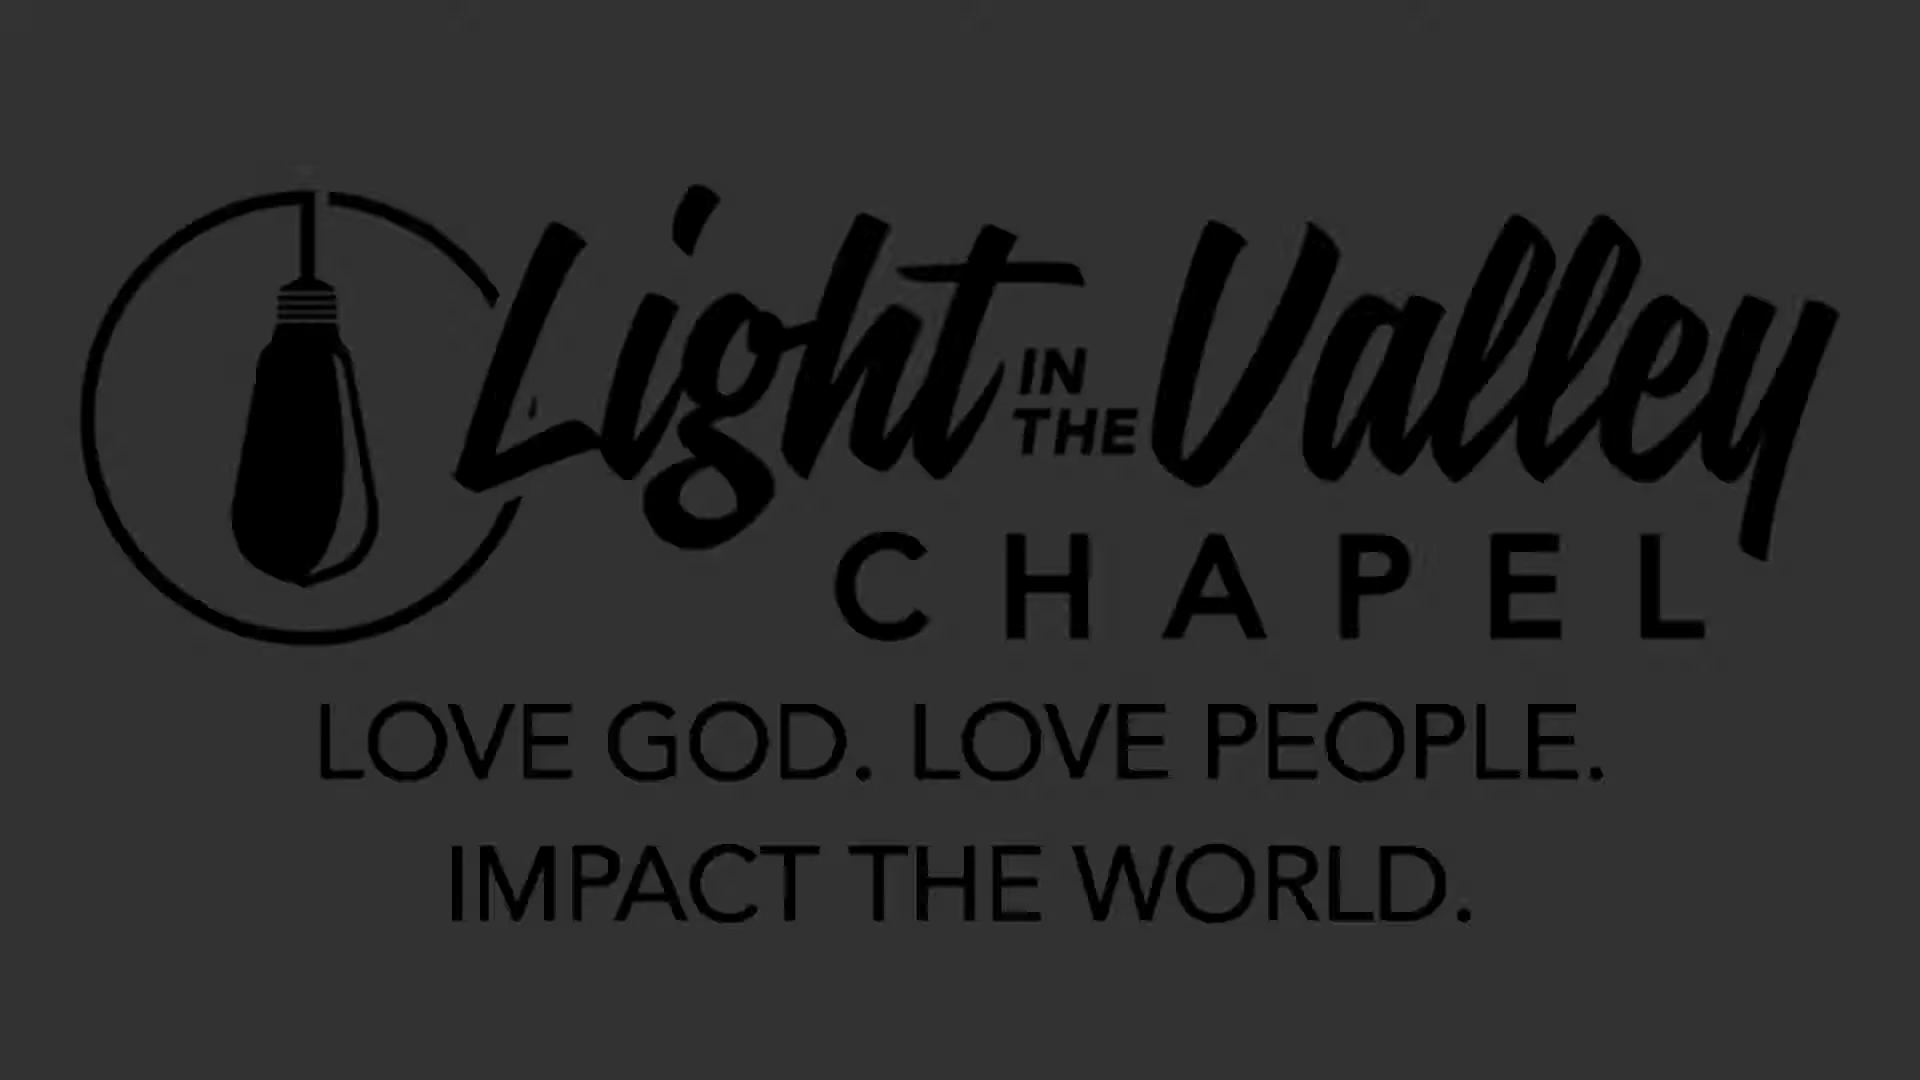 Light IN THE Valley
CHAPEL
LOVE GOD. LOVE PEOPLE.
IMPACT THE WORLD.